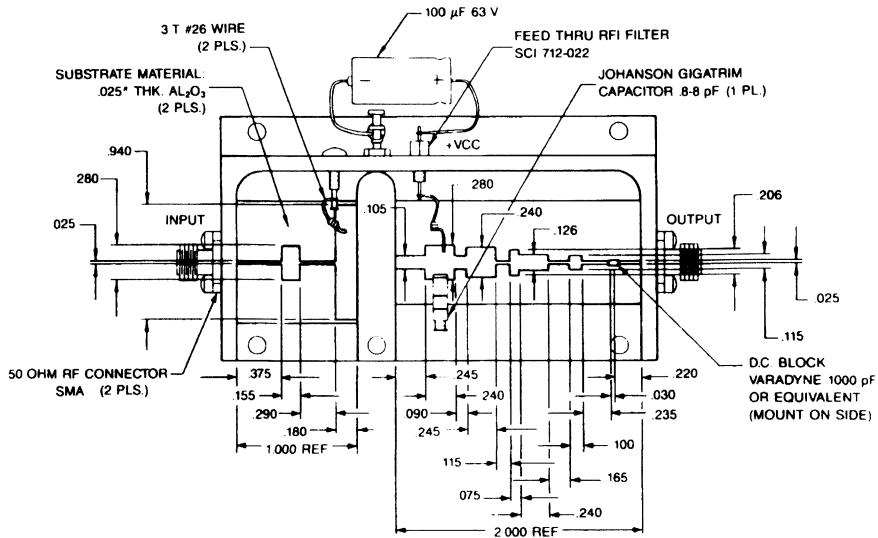 100 μF 63 V
3 T #26 WIRE
(2 PLS.)
FEED THRU RFI FILTER
SCI 712-022
SUBSTRATE MATERIAL:
.025" THK. AL₂O₃
(2 PLS.)
JOHANSON GIGATRIM
CAPACITOR .8-8 pF (1 PL.)
− +
+VCC
.940
.280
.025
INPUT
.105
.280
.240
.126
OUTPUT
.206
.025
.115
50 OHM RF CONNECTOR
SMA (2 PLS.)
D.C. BLOCK
VARADYNE 1000 pF
OR EQUIVALENT
(MOUNT ON SIDE)
.375
.155
.290
.180
1.000 REF
.245
.240
.090
.245
.115
.075
.240
.165
.100
.220
.030
.235
2 000 REF